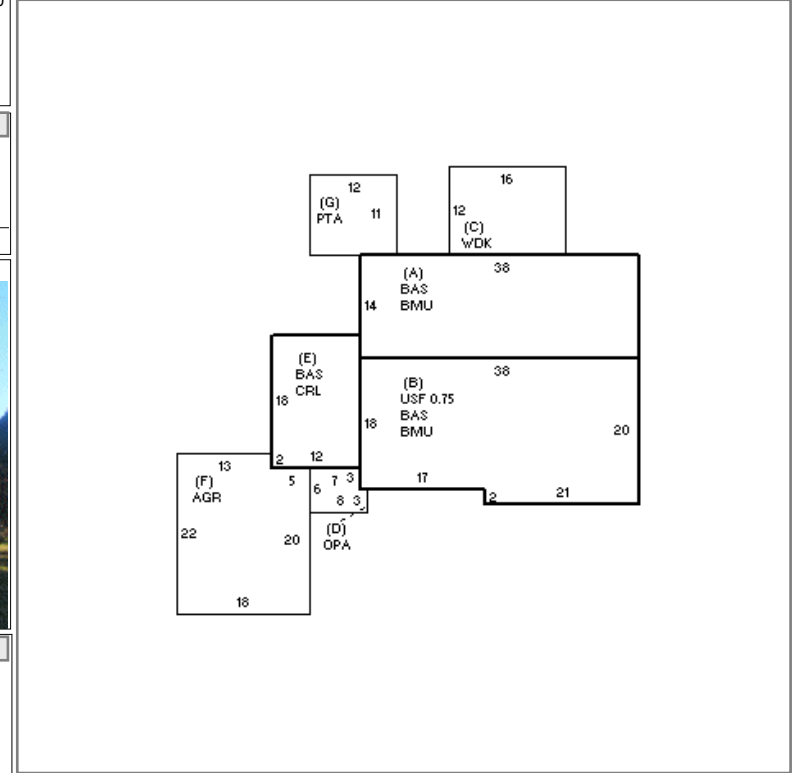 16
12
(G)
PTA
11
12
(C)
WDK
(A)
BAS
BMU
38
14
(E)
BAS
CRL
18
(B)
USF 0.75
BAS
BMU
38
18
20
2
12
17
2
21
13
(F)
AGR
5
6
7
3
8
3
(D)
OPA
22
20
18